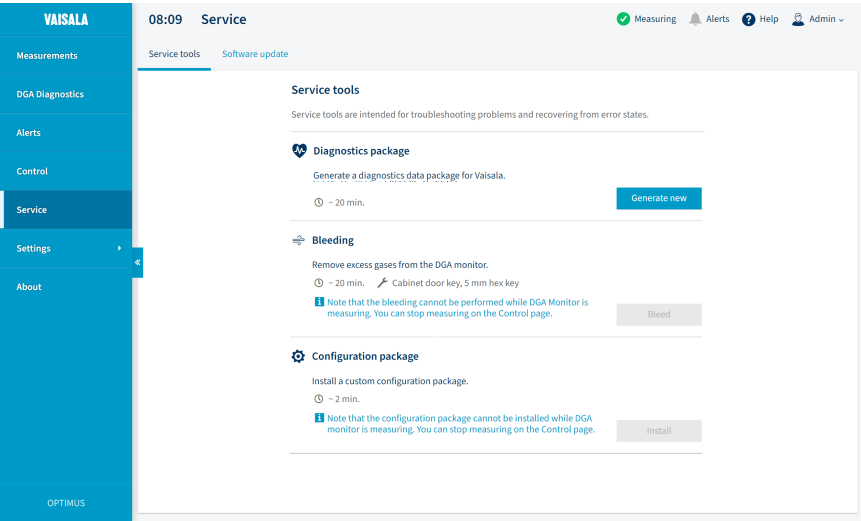 VAISALA
08:09 Service
Measuring Alerts Help Admin
Measurements
DGA Diagnostics
Alerts
Control
Service
Settings
About
OPTIMUS
Service tools Software update
Service tools
Service tools are intended for troubleshooting problems and recovering from error states.
Diagnostics package
Generate a diagnostics data package for Vaisala.
~ 20 min.
Generate new
Bleeding
Remove excess gases from the DGA monitor.
~ 20 min. Cabinet door key, 5 mm hex key
Note that the bleeding cannot be performed while DGA Monitor is
measuring. You can stop measuring on the Control page.
Bleed
Configuration package
Install a custom configuration package.
~ 2 min.
Note that the configuration package cannot be installed while DGA
monitor is measuring. You can stop measuring on the Control page.
Install